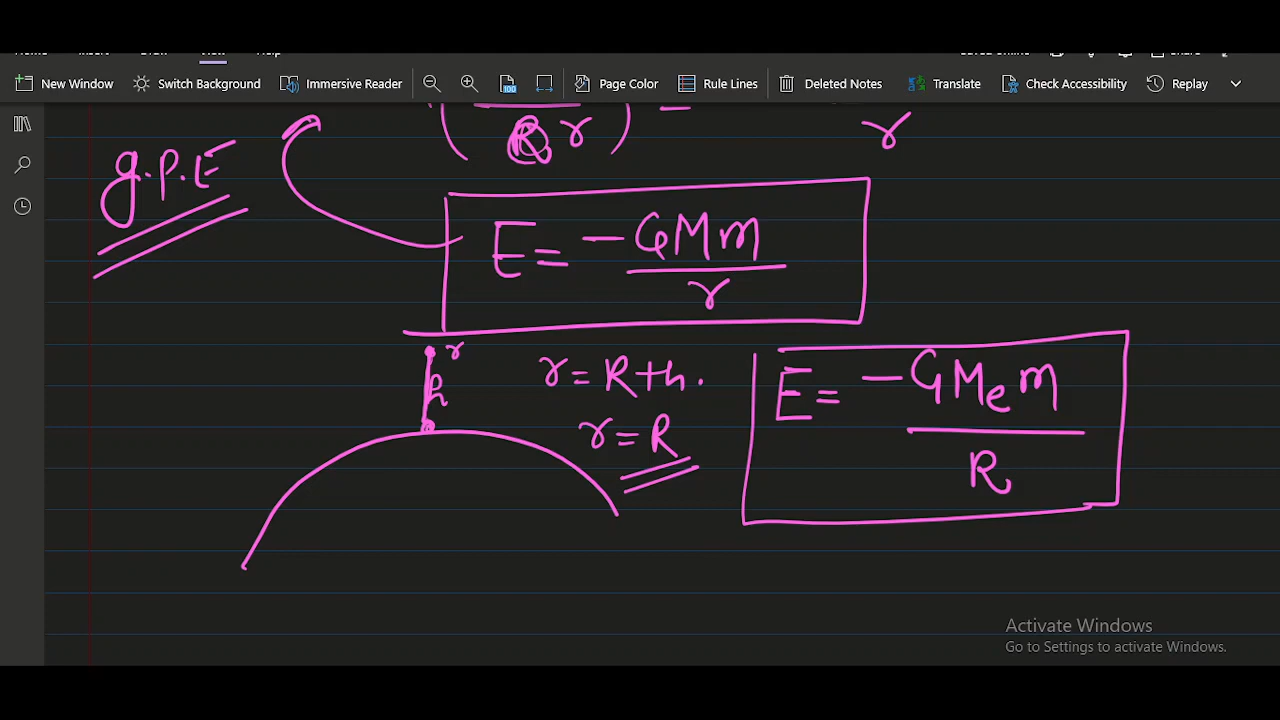 New Window Switch Background Immersive Reader Page Color Rule Lines Deleted Notes Translate Check Accessibility Replay
R r
r
g.P.E
E = -GMm
r
r
h
r = R+h.
r = R
E = -GMem
R
Activate Windows
Go to Settings to activate Windows.